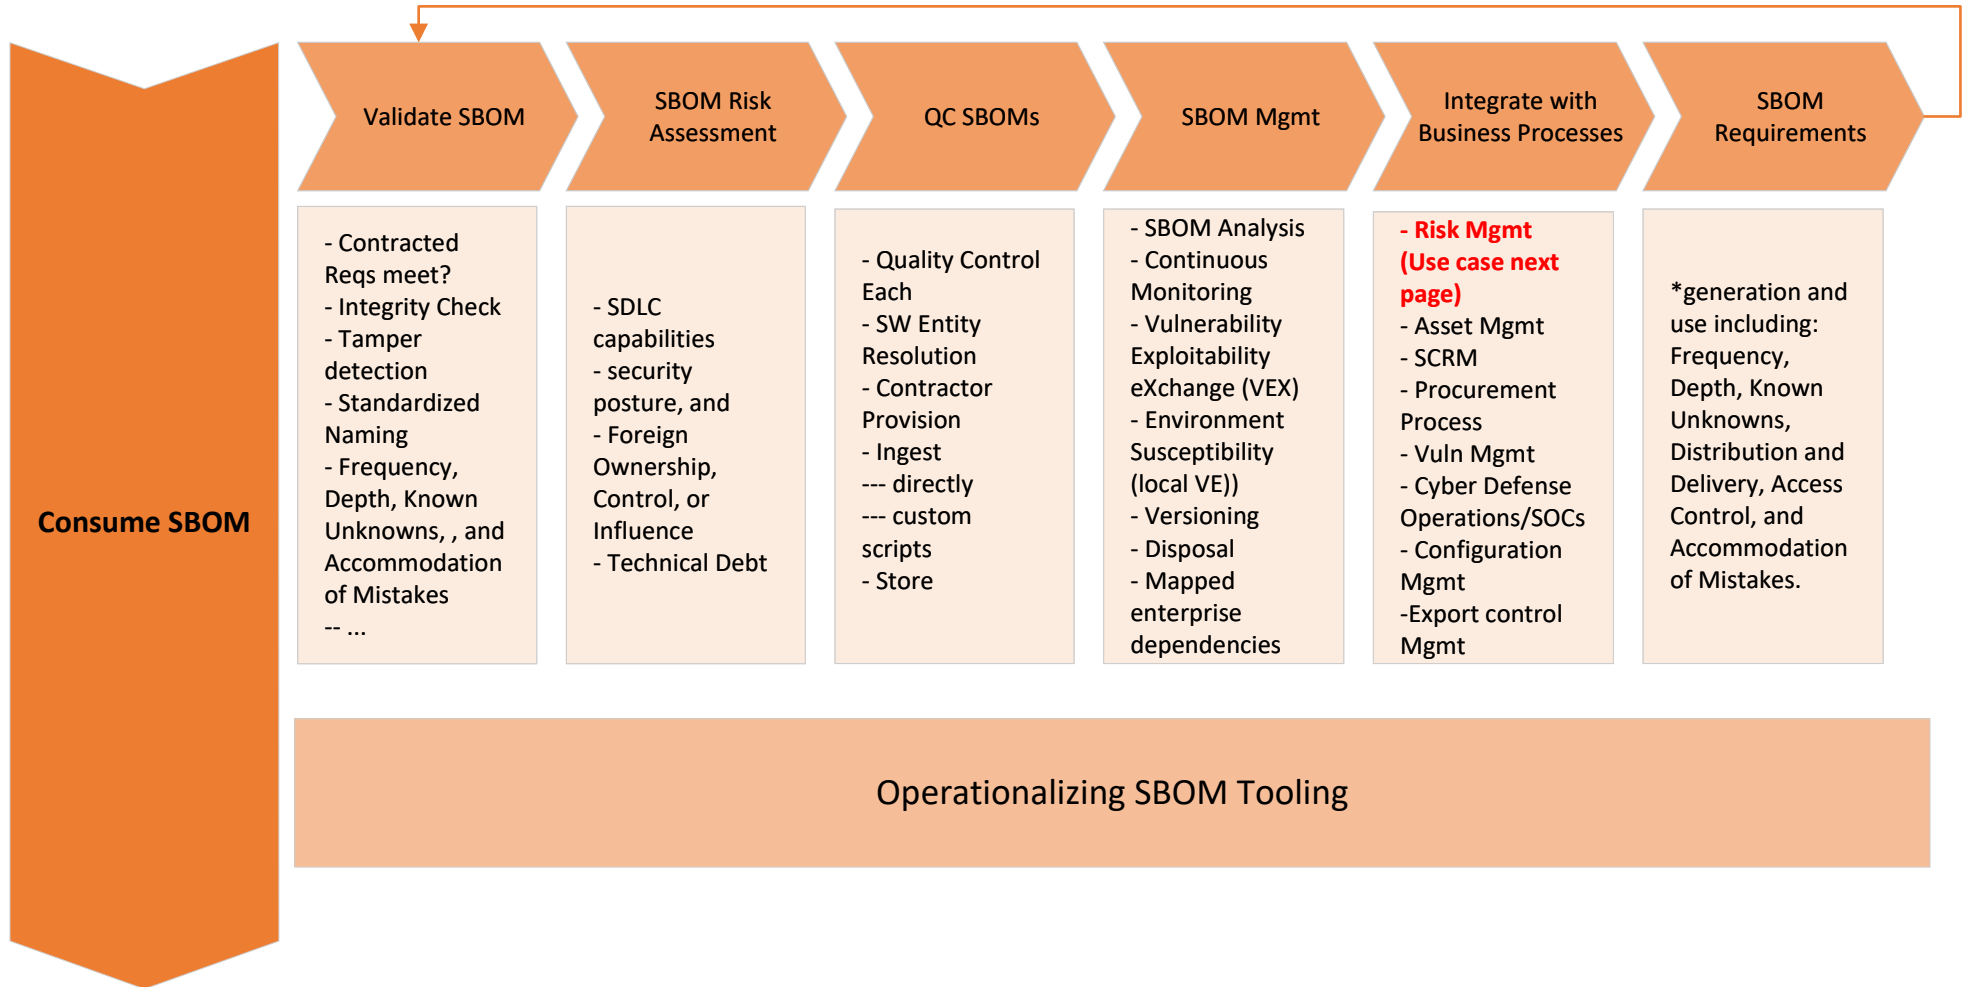 Consume SBOM
Validate SBOM
SBOM Risk
Assessment
QC SBOMs
SBOM Mgmt
Integrate with
Business Processes
SBOM
Requirements
- Contracted
Reqs meet?
- Integrity Check
- Tamper
detection
- Standardized
Naming
- Frequency,
Depth, Known
Unknowns, , and
Accommodation
of Mistakes
-- ...
- SDLC
capabilities
- security
posture, and
- Foreign
Ownership,
Control, or
Influence
- Technical Debt
- Quality Control
Each
- SW Entity
Resolution
- Contractor
Provision
- Ingest
--- directly
--- custom
scripts
- Store
- SBOM Analysis
- Continuous
Monitoring
- Vulnerability
Exploitability
eXchange (VEX)
- Environment
Susceptibility
(local VE))
- Versioning
- Disposal
- Mapped
enterprise
dependencies
- Risk Mgmt
(Use case next
page)
- Asset Mgmt
- SCRM
- Procurement
Process
- Vuln Mgmt
- Cyber Defense
Operations/SOCs
- Configuration
Mgmt
-Export control
Mgmt
*generation and
use including:
Frequency,
Depth, Known
Unknowns,
Distribution and
Delivery, Access
Control, and
Accommodation
of Mistakes.
Operationalizing SBOM Tooling